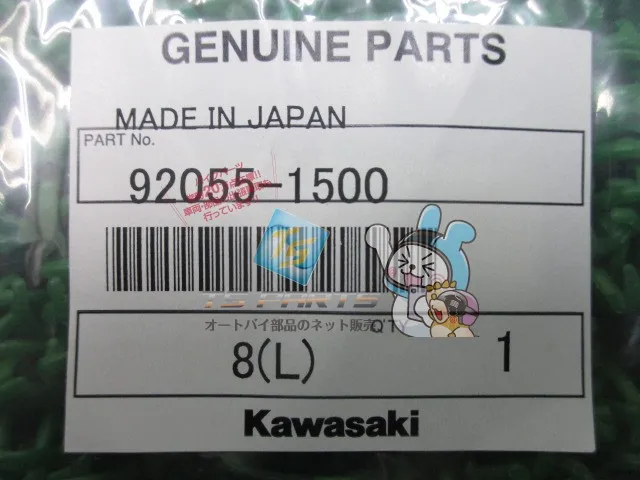 GENUINE PARTS
MADE IN JAPAN
PART No.
92055-1500
TS
TS PARTS
オートバイ部品のネット販売
Q'TY
8(L)
1
Kawasaki